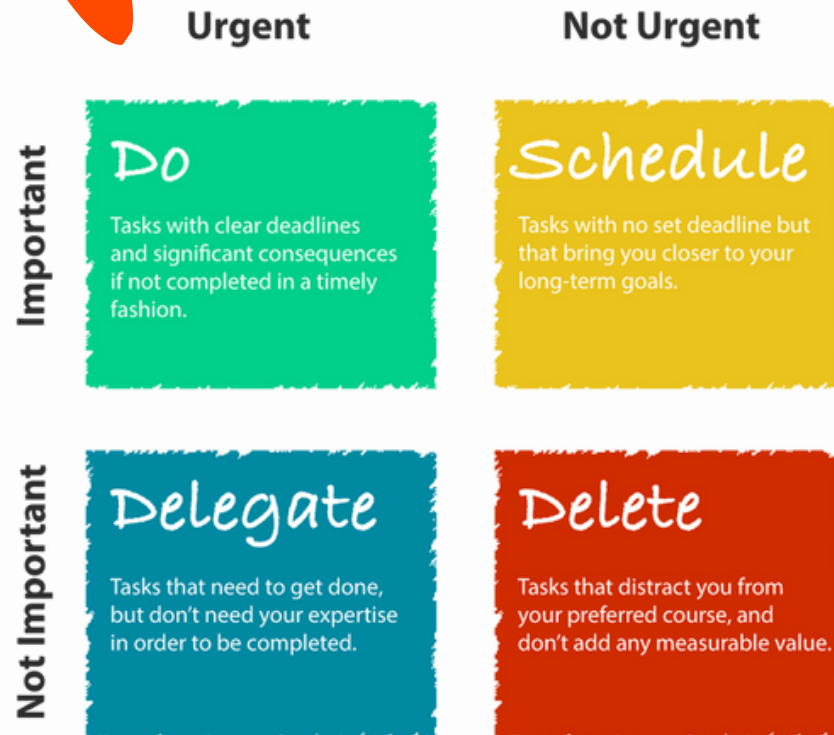 Urgent
Not Urgent
Important
Do
Tasks with clear deadlines
and significant consequences
if not completed in a timely
fashion.
Schedule
Tasks with no set deadline but
that bring you closer to your
long-term goals.
Not Important
Delegate
Tasks that need to get done,
but don’t need your expertise
in order to be completed.
Delete
Tasks that distract you from
your preferred course, and
don’t add any measurable value.